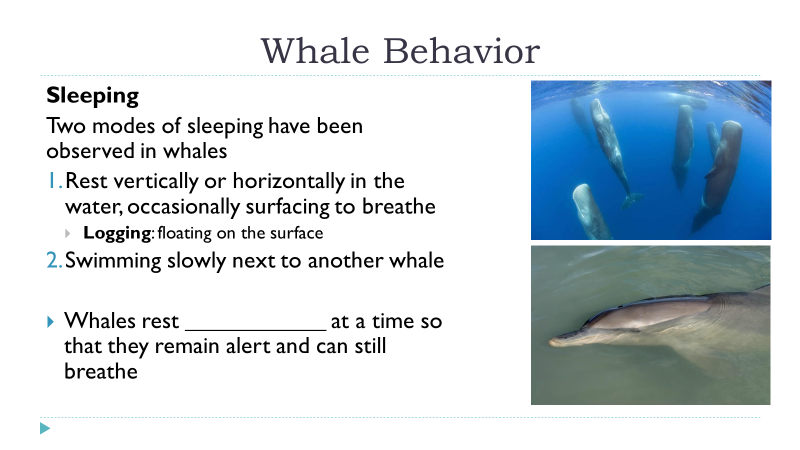 Whale Behavior
Sleeping
Two modes of sleeping have been
observed in whales
1. Rest vertically or horizontally in the
water, occasionally surfacing to breathe
Logging: floating on the surface
2. Swimming slowly next to another whale
Whales rest ____________ at a time so
that they remain alert and can still
breathe